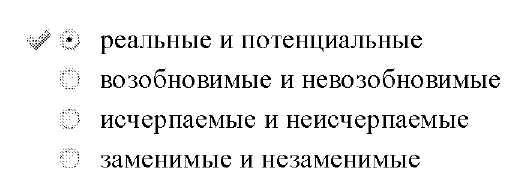 реальные и потенциальные
возобновимые и невозобновимые
исчерпаемые и неисчерпаемые
заменимые и незаменимые